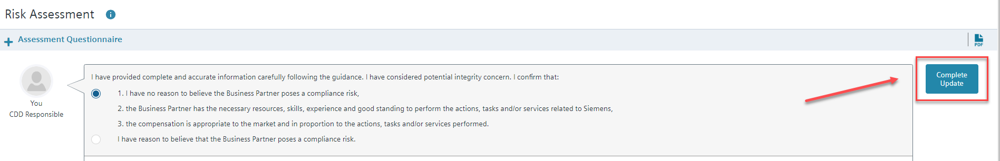 Risk Assessment
Assessment Questionnaire
PDF
I have provided complete and accurate information carefully following the guidance. I have considered potential integrity concern. I confirm that:
1. I have no reason to believe the Business Partner poses a compliance risk,
2. the Business Partner has the necessary resources, skills, experience and good standing to perform the actions, tasks and/or services related to Siemens,
3. the compensation is appropriate to the market and in proportion to the actions, tasks and/or services performed.
I have reason to believe that the Business Partner poses a compliance risk.
You
CDD Responsible
Complete
Update